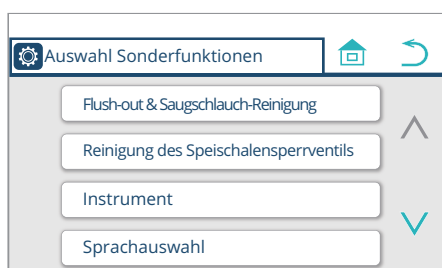 Auswahl Sonderfunktionen
Flush-out & Saugschlauch-Reinigung
Reinigung des Speischalensperrventils
Instrument
Sprachauswahl